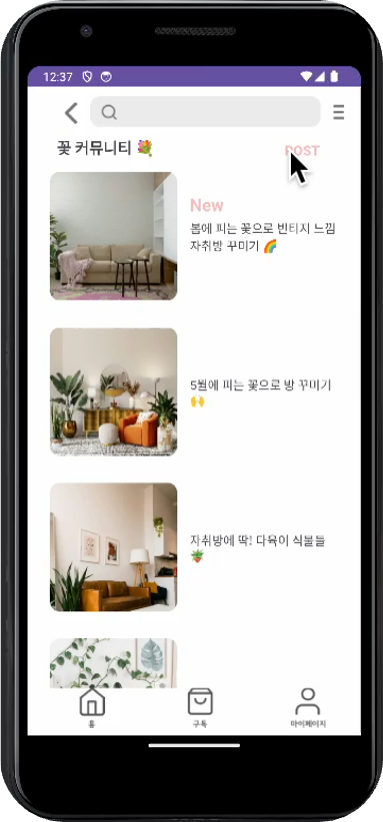 12:37
꽃 커뮤니티 💐
POST
New
봄에 피는 꽃으로 빈티지 느낌
자취방 꾸미기 🌈
5월에 피는 꽃으로 방 꾸미기
🙌
자취방에 딱! 다육이 식물들
🪴
홈
구독
마이페이지